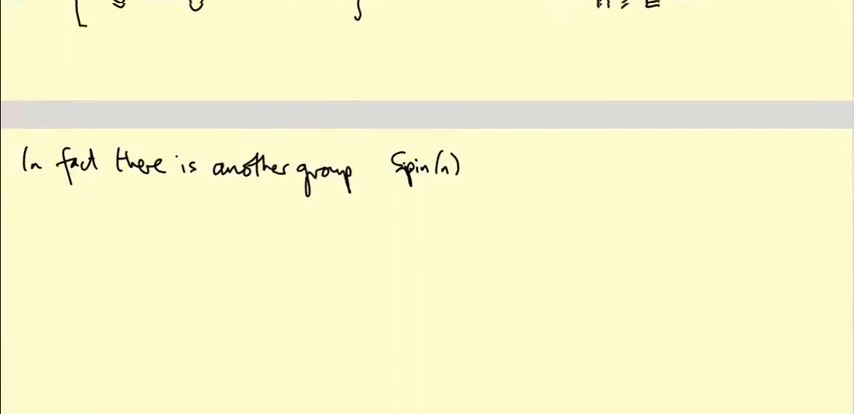 In fact there is another group Spin(n)